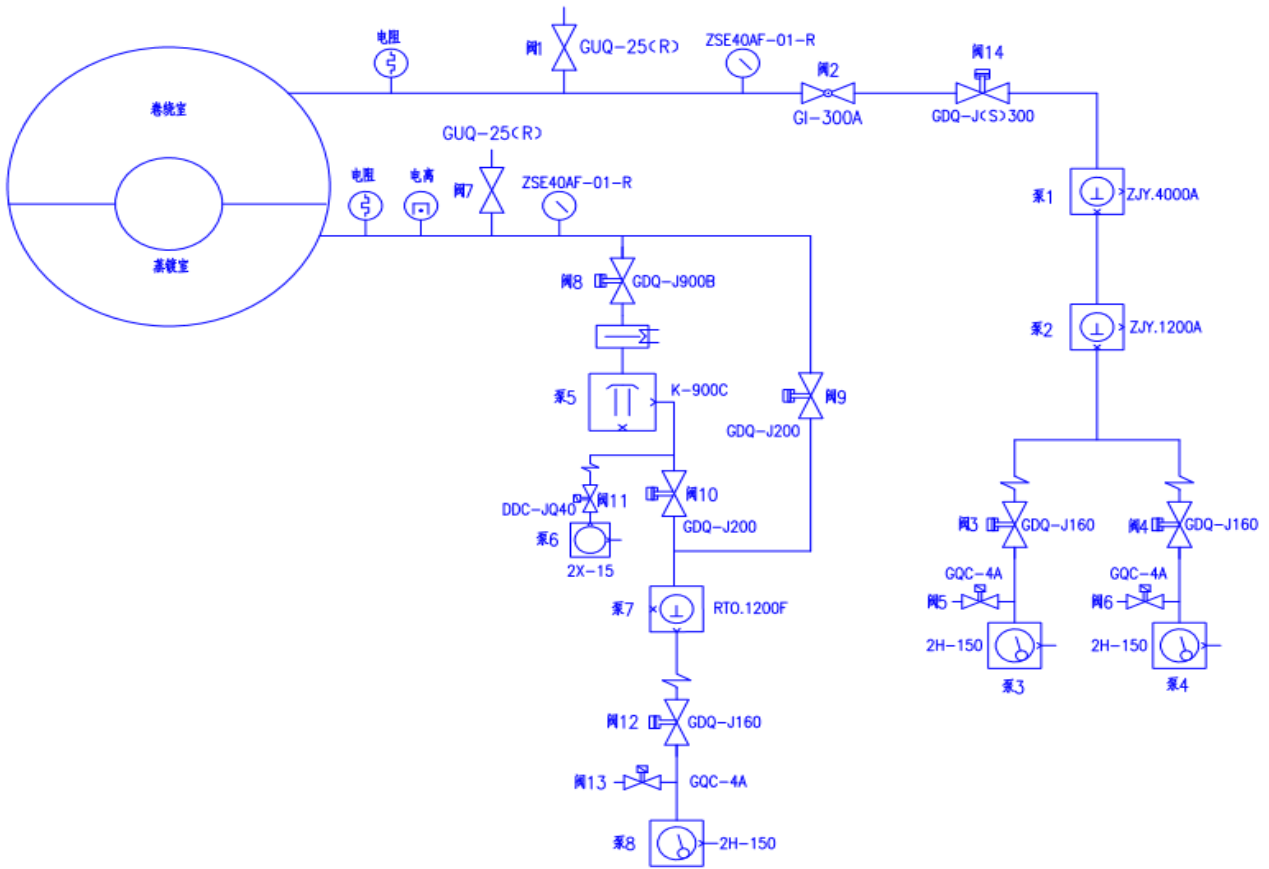 电阻
阀1
GUQ-25(R)
ZSE40AF-01-R
阀2
GI-300A
阀14
GDQ-J(S)300
卷绕室
GUQ-25(R)
电阻
电离
阀7
ZSE40AF-01-R
泵1
ZJY.4000A
蒸镀室
阀8
GDQ-J900B
泵2
ZJY.1200A
泵5
K-900C
阀9
GDQ-J200
DDC-JQ40
阀11
阀10
GDQ-J200
泵6
2X-15
阀3
GDQ-J160
阀4
GDQ-J160
GQC-4A
阀5
GQC-4A
阀6
泵7
RTO.1200F
2H-150
泵3
2H-150
泵4
阀12
GDQ-J160
阀13
GQC-4A
泵8
2H-150